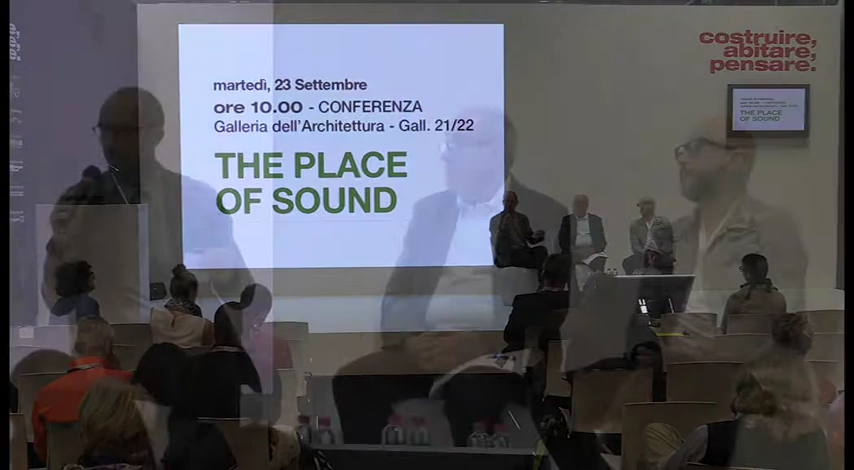 costruire,
abitare,
pensare.
martedì, 23 Settembre
ore 10.00 - CONFERENZA
Galleria dell'Architettura - Gall. 21/22
THE PLACE
OF SOUND
THE PLACE
OF SOUND